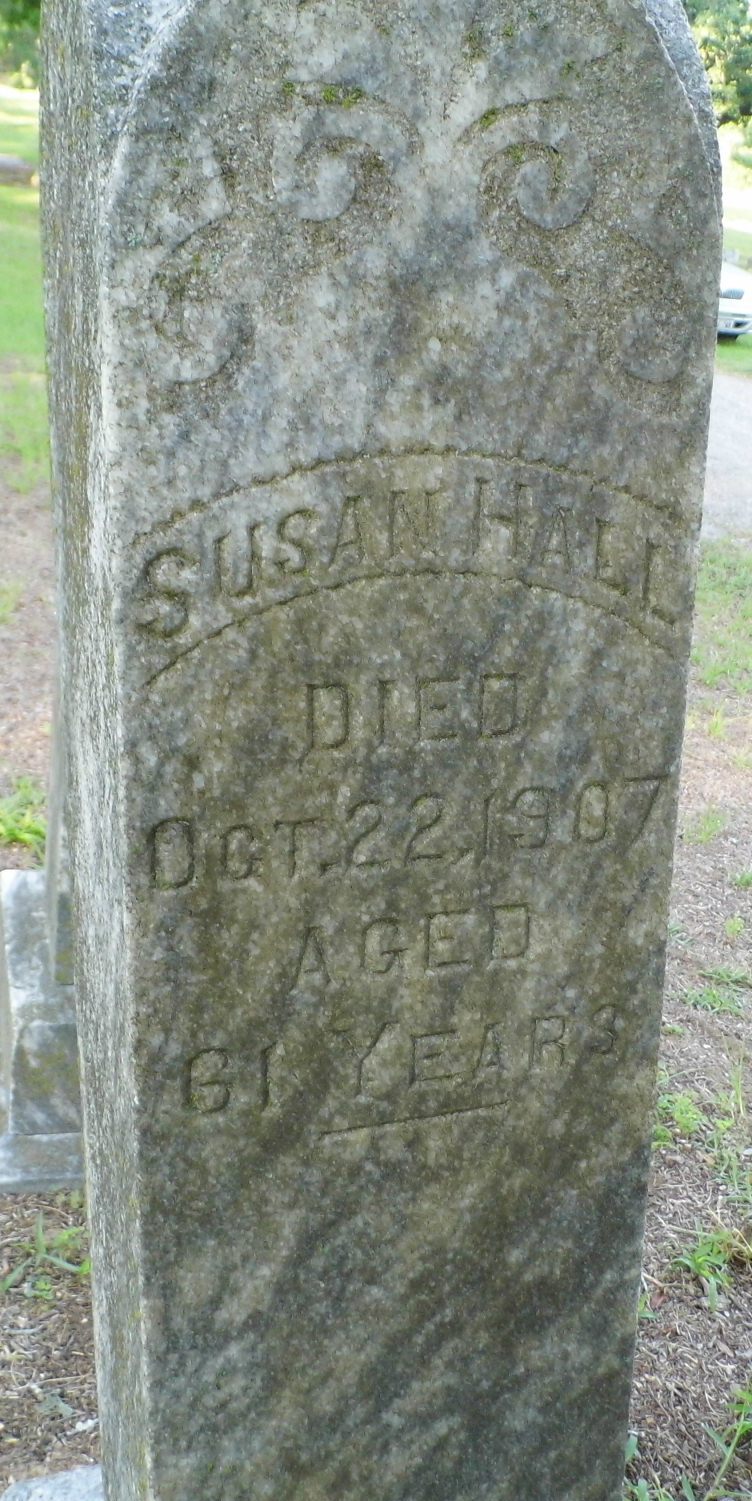 SUSAN HALL
DIED
OCT. 22, 1907
AGED
61 YEARS